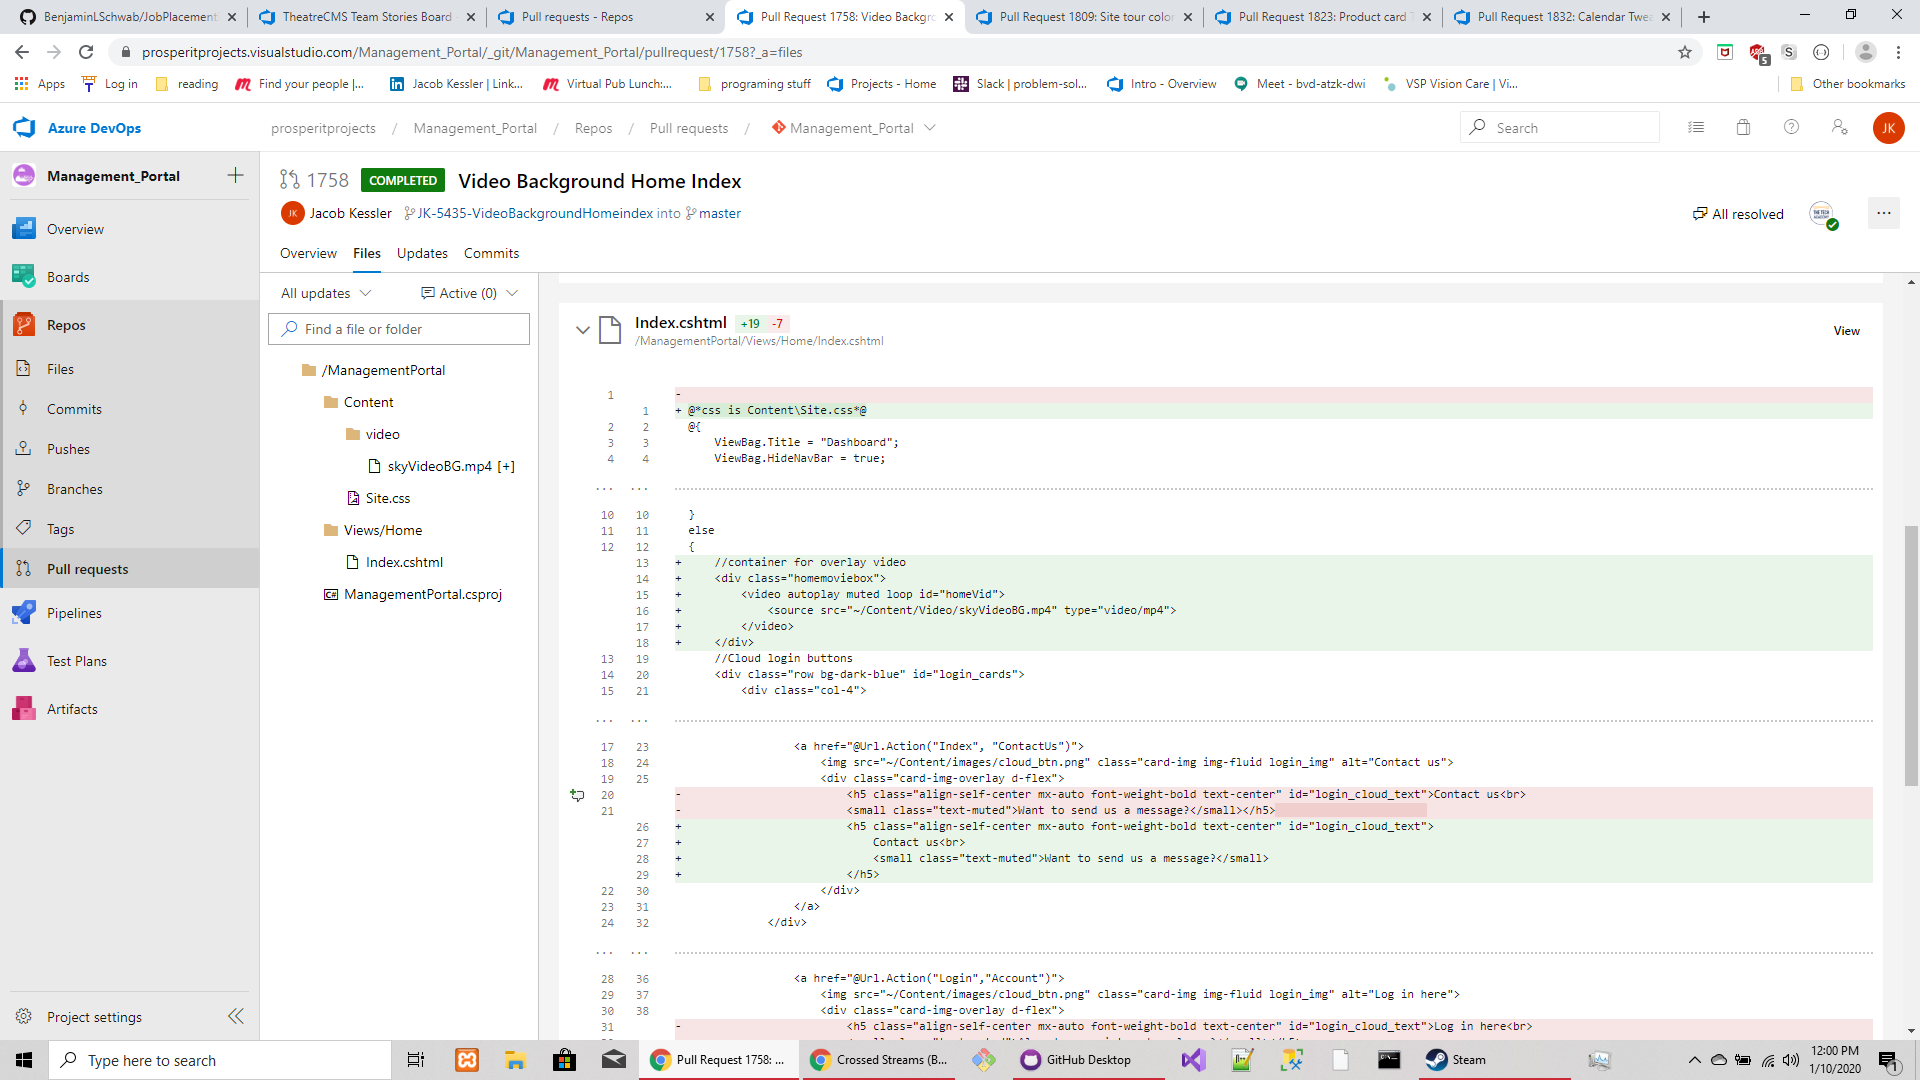 BenjaminLSchwab/JobPlacement
TheatreCMS Team Stories Board
Pull requests - Repos
Pull Request 1758: Video Backgro
Pull Request 1809: Site tour color
Pull Request 1823: Product card T
Pull Request 1832: Calendar Twea
prosperitprojects.visualstudio.com/Management_Portal/_git/Management_Portal/pullrequest/1758?_a=files
5
Apps
Log in
reading
Find your people |...
Jacob Kessler | Link...
Virtual Pub Lunch:...
programing stuff
Projects - Home
Slack | problem-sol...
Intro - Overview
Meet - bvd-atzk-dwi
VSP Vision Care | Vi...
Other bookmarks
Azure DevOps
prosperitprojects / Management_Portal / Repos / Pull requests / Management_Portal
Search
JK
Management_Portal
Overview
Boards
Repos
Files
Commits
Pushes
Branches
Tags
Pull requests
Pipelines
Test Plans
Artifacts
Project settings
1758 COMPLETED Video Background Home Index
JK Jacob Kessler JK-5435-VideoBackgroundHomeindex into master
All resolved
Overview Files Updates Commits
All updates
Active (0)
Find a file or folder
/ManagementPortal
Content
video
skyVideoBG.mp4 [+]
Site.css
Views/Home
Index.cshtml
ManagementPortal.csproj
Index.cshtml +19 -7
/ManagementPortal/Views/Home/Index.cshtml
View
1 -
1 + @*css is Content\Site.css*@
2 2 @{
3 3 ViewBag.Title = "Dashboard";
4 4 ViewBag.HideNavBar = true;
... ...
10 10 }
11 11 else
12 12 {
13 + //container for overlay video
14 + <div class="homemoviebox">
15 + <video autoplay muted loop id="homeVid">
16 + <source src="~/Content/Video/skyVideoBG.mp4" type="video/mp4">
17 + </video>
18 + </div>
13 19 //Cloud login buttons
14 20 <div class="row bg-dark-blue" id="login_cards">
15 21 <div class="col-4">
... ...
17 23 <a href="@Url.Action("Index", "ContactUs")">
18 24 <img src="~/Content/images/cloud_btn.png" class="card-img img-fluid login_img" alt="Contact us">
19 25 <div class="card-img-overlay d-flex">
20 - <h5 class="align-self-center mx-auto font-weight-bold text-center" id="login_cloud_text">Contact us<br>
21 - <small class="text-muted">Want to send us a message?</small></h5>
26 + <h5 class="align-self-center mx-auto font-weight-bold text-center" id="login_cloud_text">
27 + Contact us<br>
28 + <small class="text-muted">Want to send us a message?</small>
29 + </h5>
22 30 </div>
23 31 </a>
24 32 </div>
... ...
28 36 <a href="@Url.Action("Login","Account")">
29 37 <img src="~/Content/images/cloud_btn.png" class="card-img img-fluid login_img" alt="Log in here">
30 38 <div class="card-img-overlay d-flex">
31 - <h5 class="align-self-center mx-auto font-weight-bold text-center" id="login_cloud_text">Log in here<br>
Type here to search
Pull Request 1758: ...
Crossed Streams (B...
GitHub Desktop
Steam
12:00 PM
1/10/2020
1